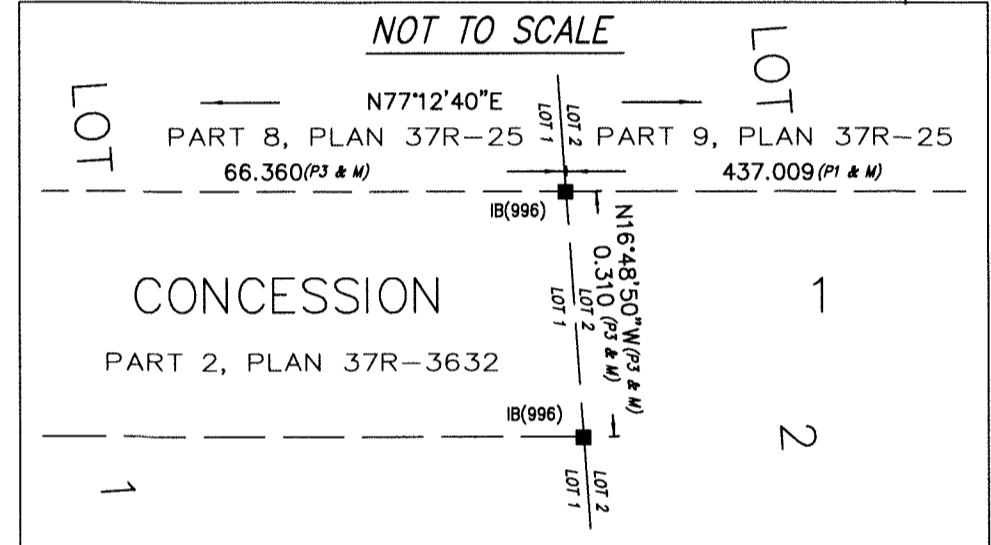 NOT TO SCALE
LOT
LOT
N77°12'40"E
LOT 1
LOT 2
PART 8, PLAN 37R-25
PART 9, PLAN 37R-25
66.360(P3 & M)
437.009(P1 & M)
IB(996)
N16°48'50"W(P3 & M)
0.310(P3 & M)
CONCESSION
1
LOT 1
LOT 2
PART 2, PLAN 37R-3632
IB(996)
2
1
LOT 1
LOT 2